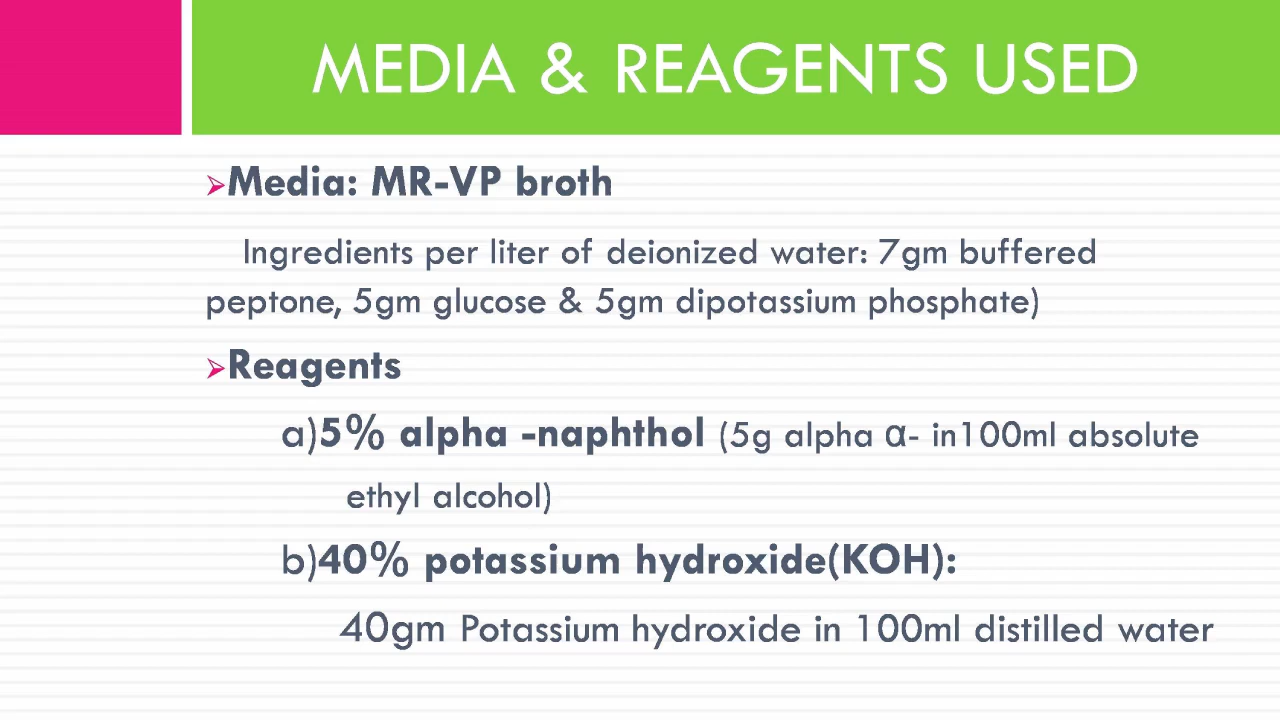 MEDIA & REAGENTS USED
➢Media: MR-VP broth
Ingredients per liter of deionized water: 7gm buffered
peptone, 5gm glucose & 5gm dipotassium phosphate)
➢Reagents
a)5% alpha -naphthol (5g alpha α- in100ml absolute
ethyl alcohol)
b)40% potassium hydroxide(KOH):
40gm Potassium hydroxide in 100ml distilled water